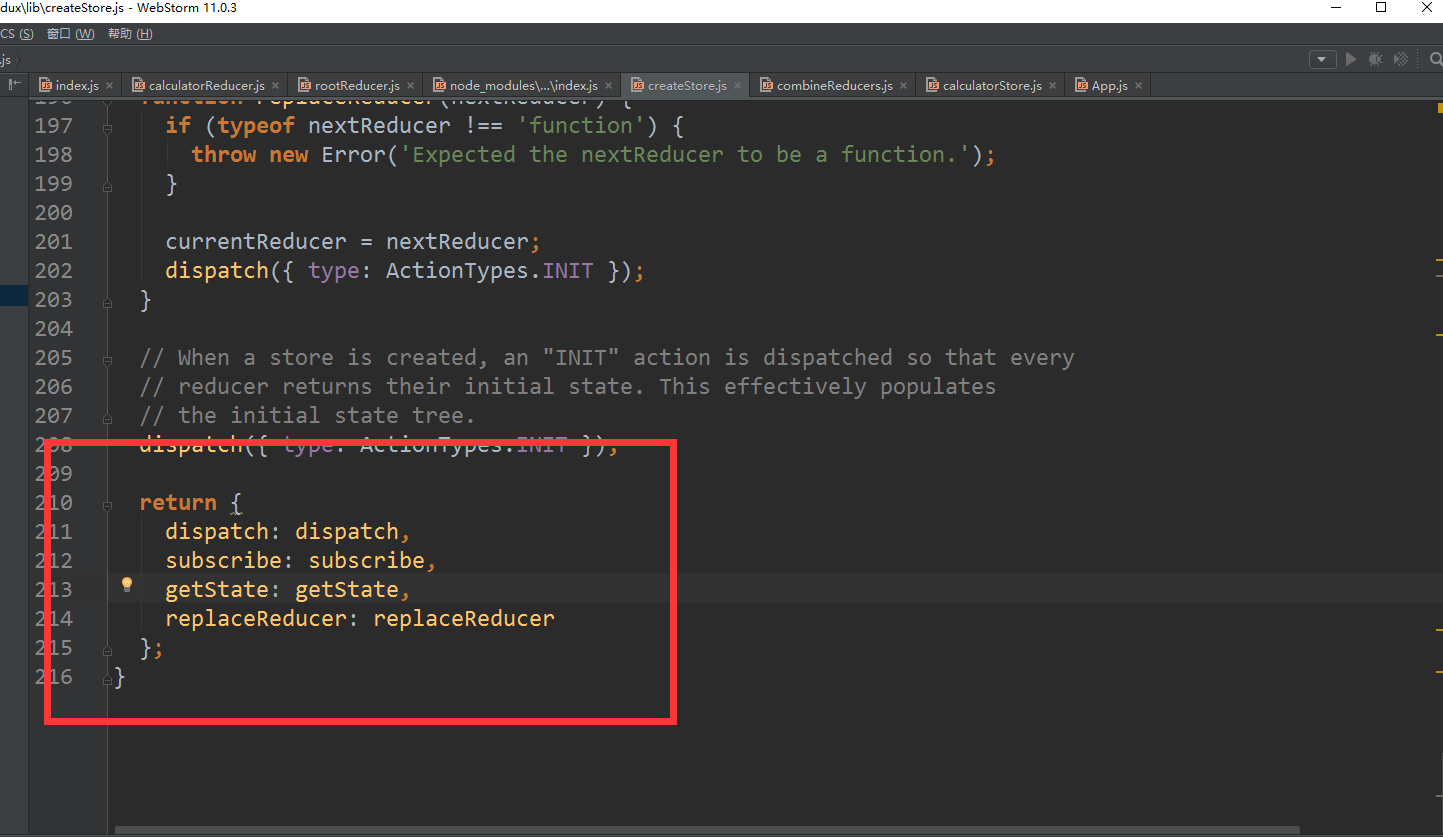 dux\lib\createStore.js - WebStorm 11.0.3
CS (S) 窗口 (W) 帮助 (H)
.js
index.js calculatorReducer.js rootReducer.js node_modules\...\index.js createStore.js combineReducers.js calculatorStore.js App.js
196 function replaceReducer(nextReducer) {
197 if (typeof nextReducer !== 'function') {
198 throw new Error('Expected the nextReducer to be a function.');
199 }
200
201 currentReducer = nextReducer;
202 dispatch({ type: ActionTypes.INIT });
203 }
204
205 // When a store is created, an "INIT" action is dispatched so that every
206 // reducer returns their initial state. This effectively populates
207 // the initial state tree.
208 dispatch({ type: ActionTypes.INIT });
209
210 return {
211 dispatch: dispatch,
212 subscribe: subscribe,
213 getState: getState,
214 replaceReducer: replaceReducer
215 };
216 }